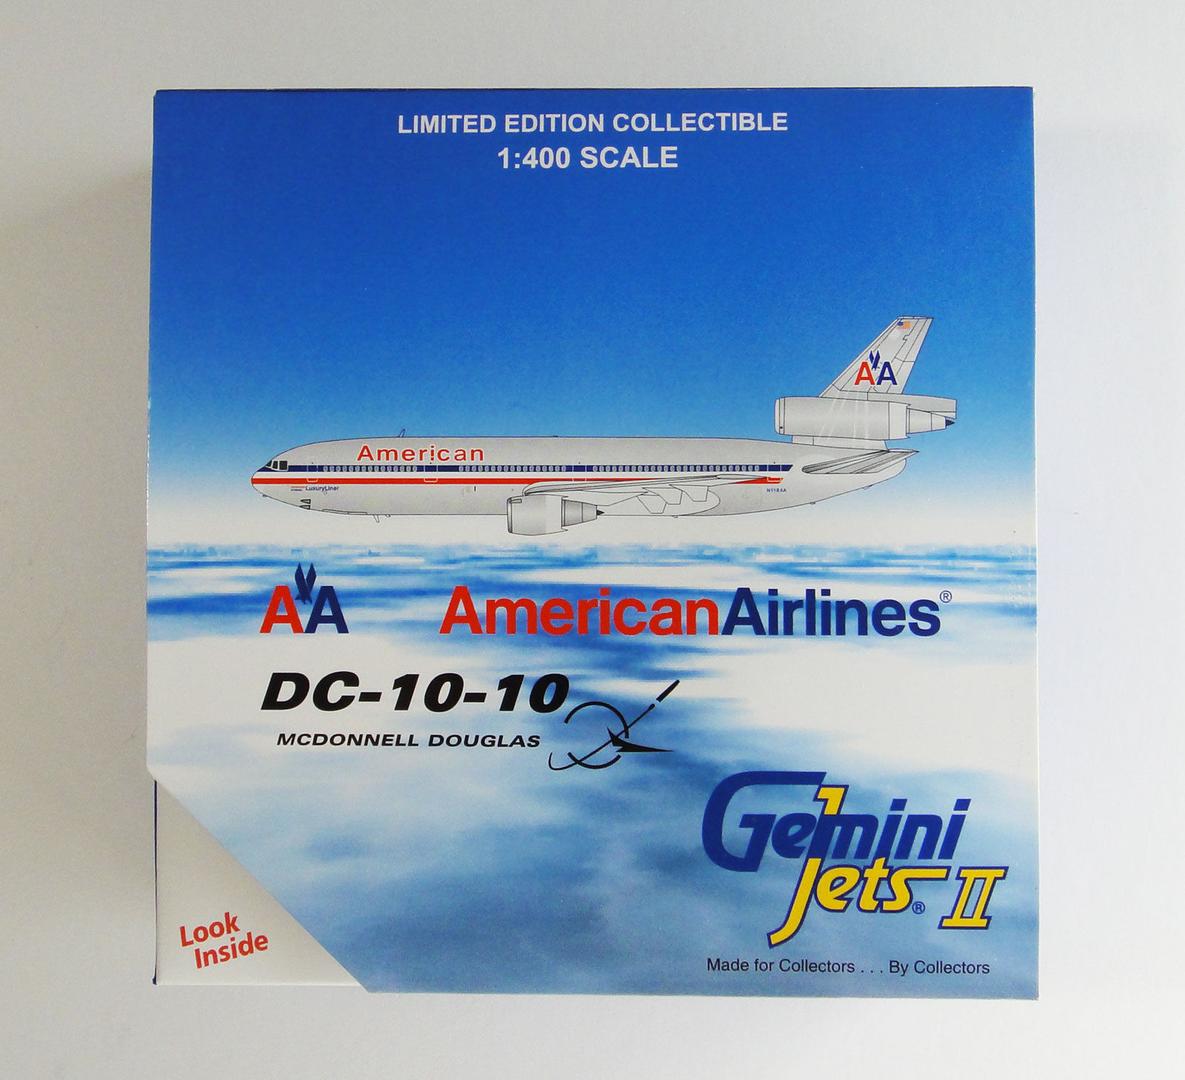 LIMITED EDITION COLLECTIBLE
1:400 SCALE
AA
American
LuxuryLiner
AA AmericanAirlines®
DC-10-10
MCDONNELL DOUGLAS
Gemini
Jets® II
Made for Collectors . . . By Collectors
Look
Inside